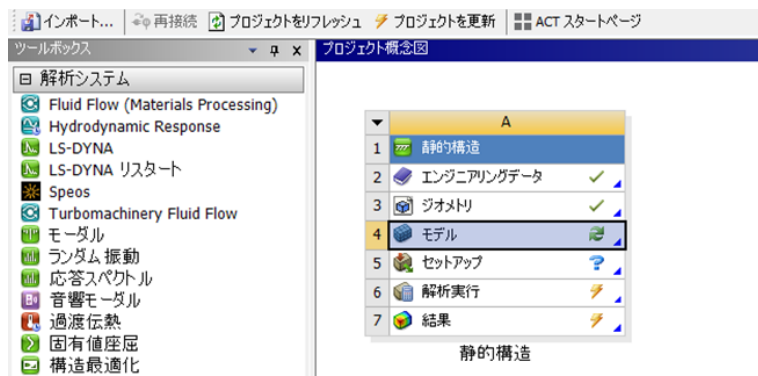 インポート... 再接続 プロジェクトをリフレッシュ プロジェクトを更新 ACT スタートページ
ツールボックス
解析システム
Fluid Flow (Materials Processing)
Hydrodynamic Response
LS-DYNA
LS-DYNA リスタート
Speos
Turbomachinery Fluid Flow
モーダル
ランダム振動
応答スペクトル
音響モーダル
過渡伝熱
固有値座屈
構造最適化
プロジェクト概念図
A
1 静的構造
2 エンジニアリングデータ
3 ジオメトリ
4 モデル
5 セットアップ
6 解析実行
7 結果
静的構造